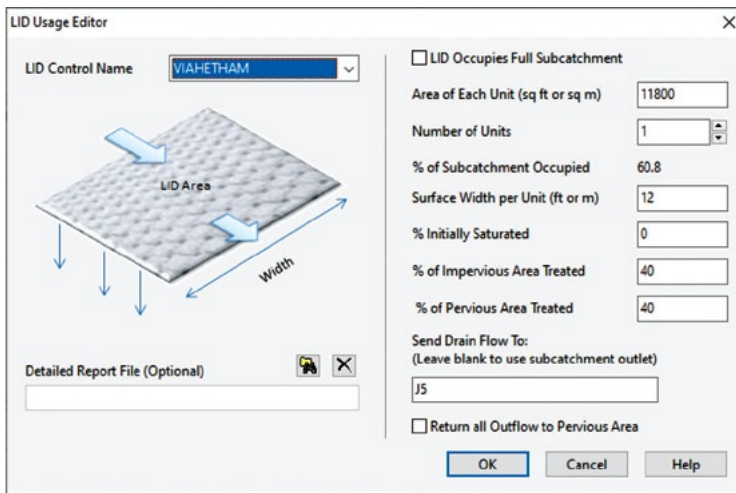 LID Usage Editor
LID Control Name
VIAHETHAM
LID Area
Width
Detailed Report File (Optional)
LID Occupies Full Subcatchment
Area of Each Unit (sq ft or sq m)
11800
Number of Units
1
% of Subcatchment Occupied
60.8
Surface Width per Unit (ft or m)
12
% Initially Saturated
0
% of Impervious Area Treated
40
% of Pervious Area Treated
40
Send Drain Flow To:
(Leave blank to use subcatchment outlet)
J5
Return all Outflow to Pervious Area
OK
Cancel
Help